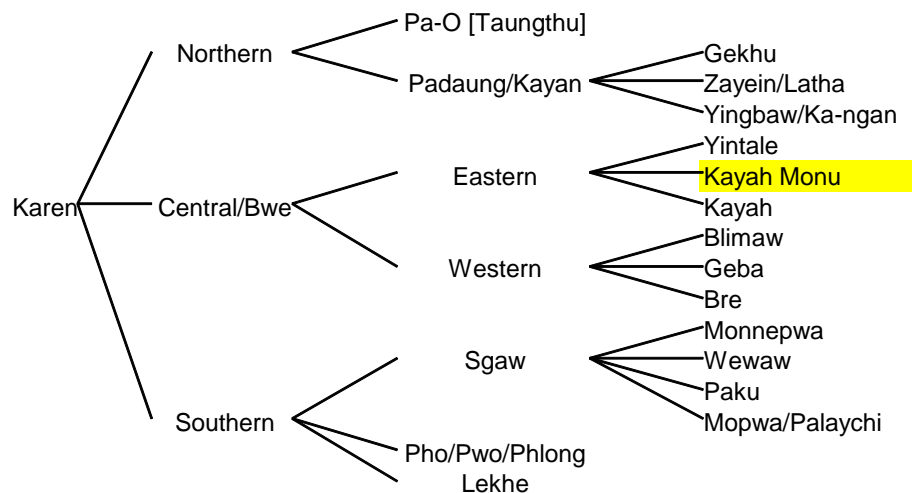 Pa-O [Taungthu]
Northern
Gekhu
Padaung/Kayan
Zayein/Latha
Yingbaw/Ka-ngan
Yintale
Eastern
Kayah Monu
Karen
Central/Bwe
Kayah
Blimaw
Western
Geba
Bre
Monnepwa
Sgaw
Wewaw
Paku
Southern
Mopwa/Palaychi
Pho/Pwo/Phlong
Lekhe